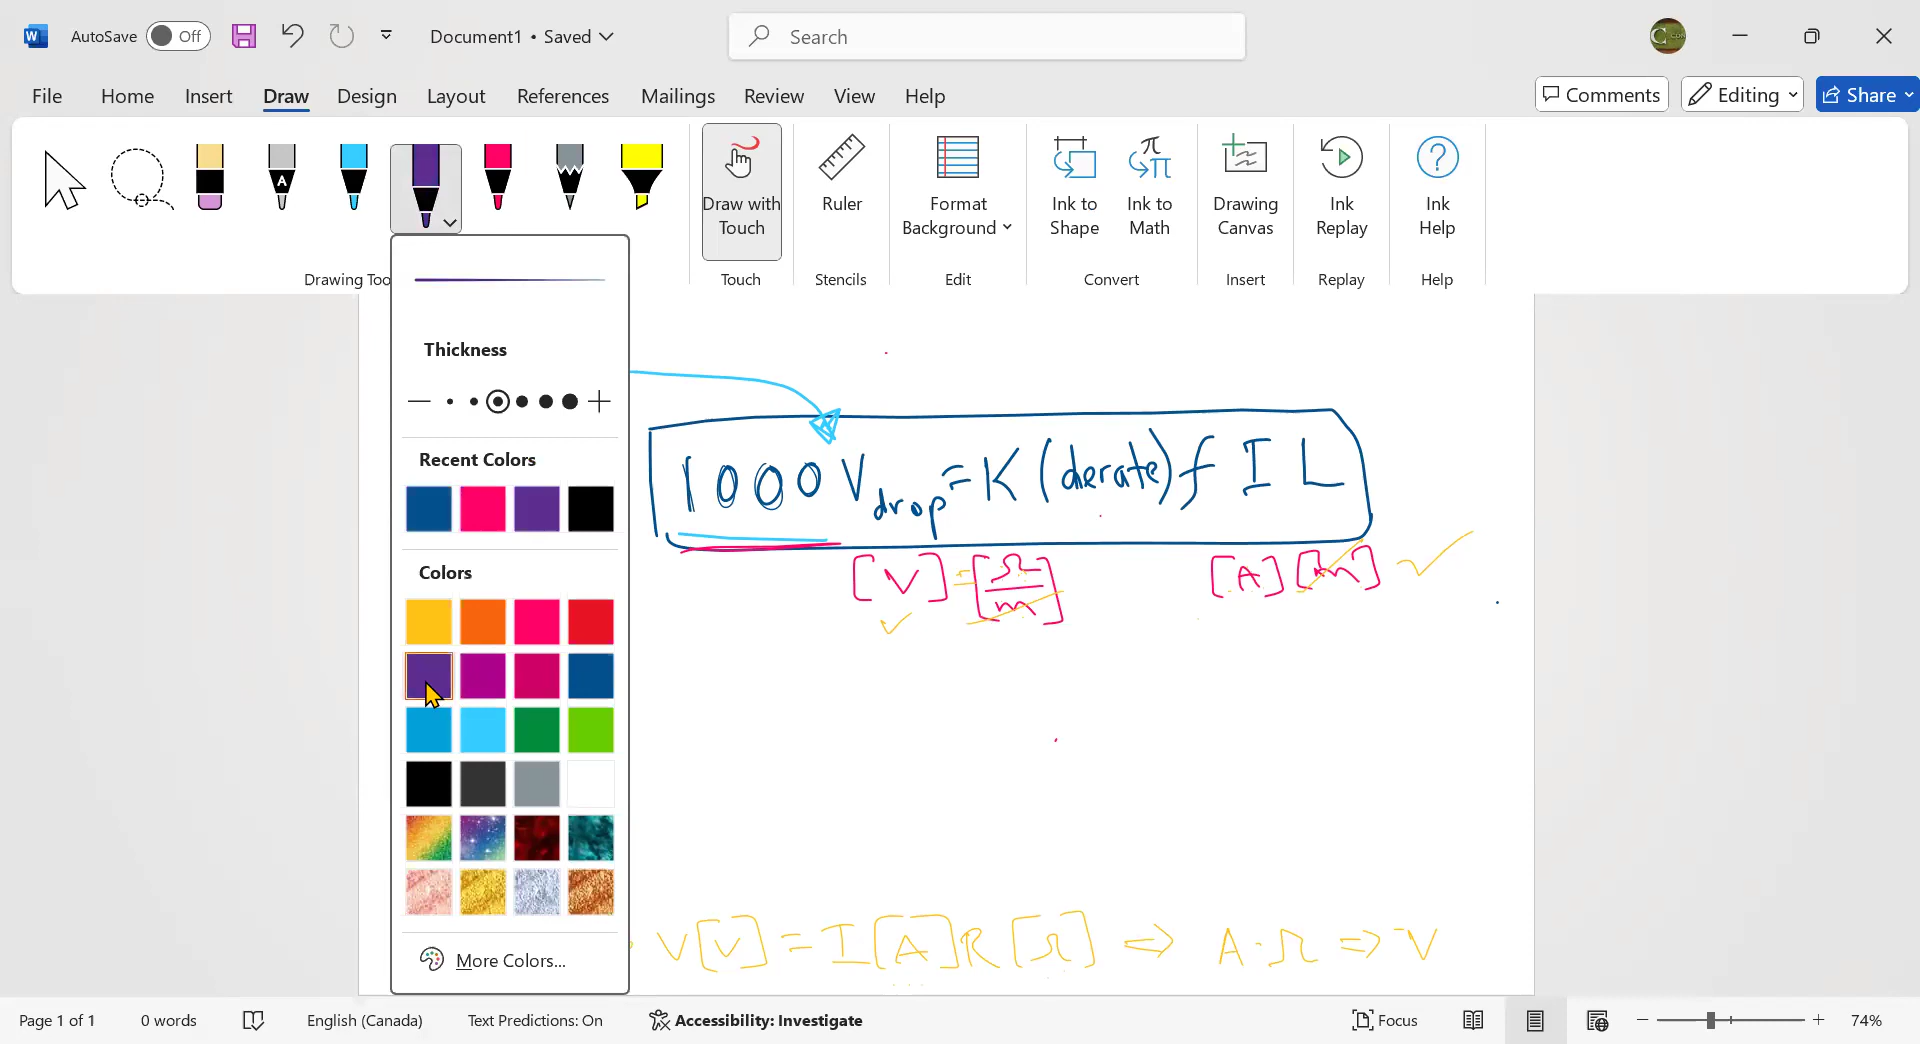 AutoSave Off Document1 • Saved Search
File Home Insert Draw Design Layout References Mailings Review View Help Comments Editing Share
Draw with Touch Ruler Format Background Ink to Shape Ink to Math Drawing Canvas Ink Replay Ink Help
Drawing Too Touch Stencils Edit Convert Insert Replay Help
Thickness
Recent Colors
Colors
More Colors...
1000 V drop = K (derate) f I L
[V] = [Ω/m] [A] [m]
V[V] = I[A] R[Ω] ⇒ A·Ω ⇒ V
Page 1 of 1 0 words English (Canada) Text Predictions: On Accessibility: Investigate Focus 74%